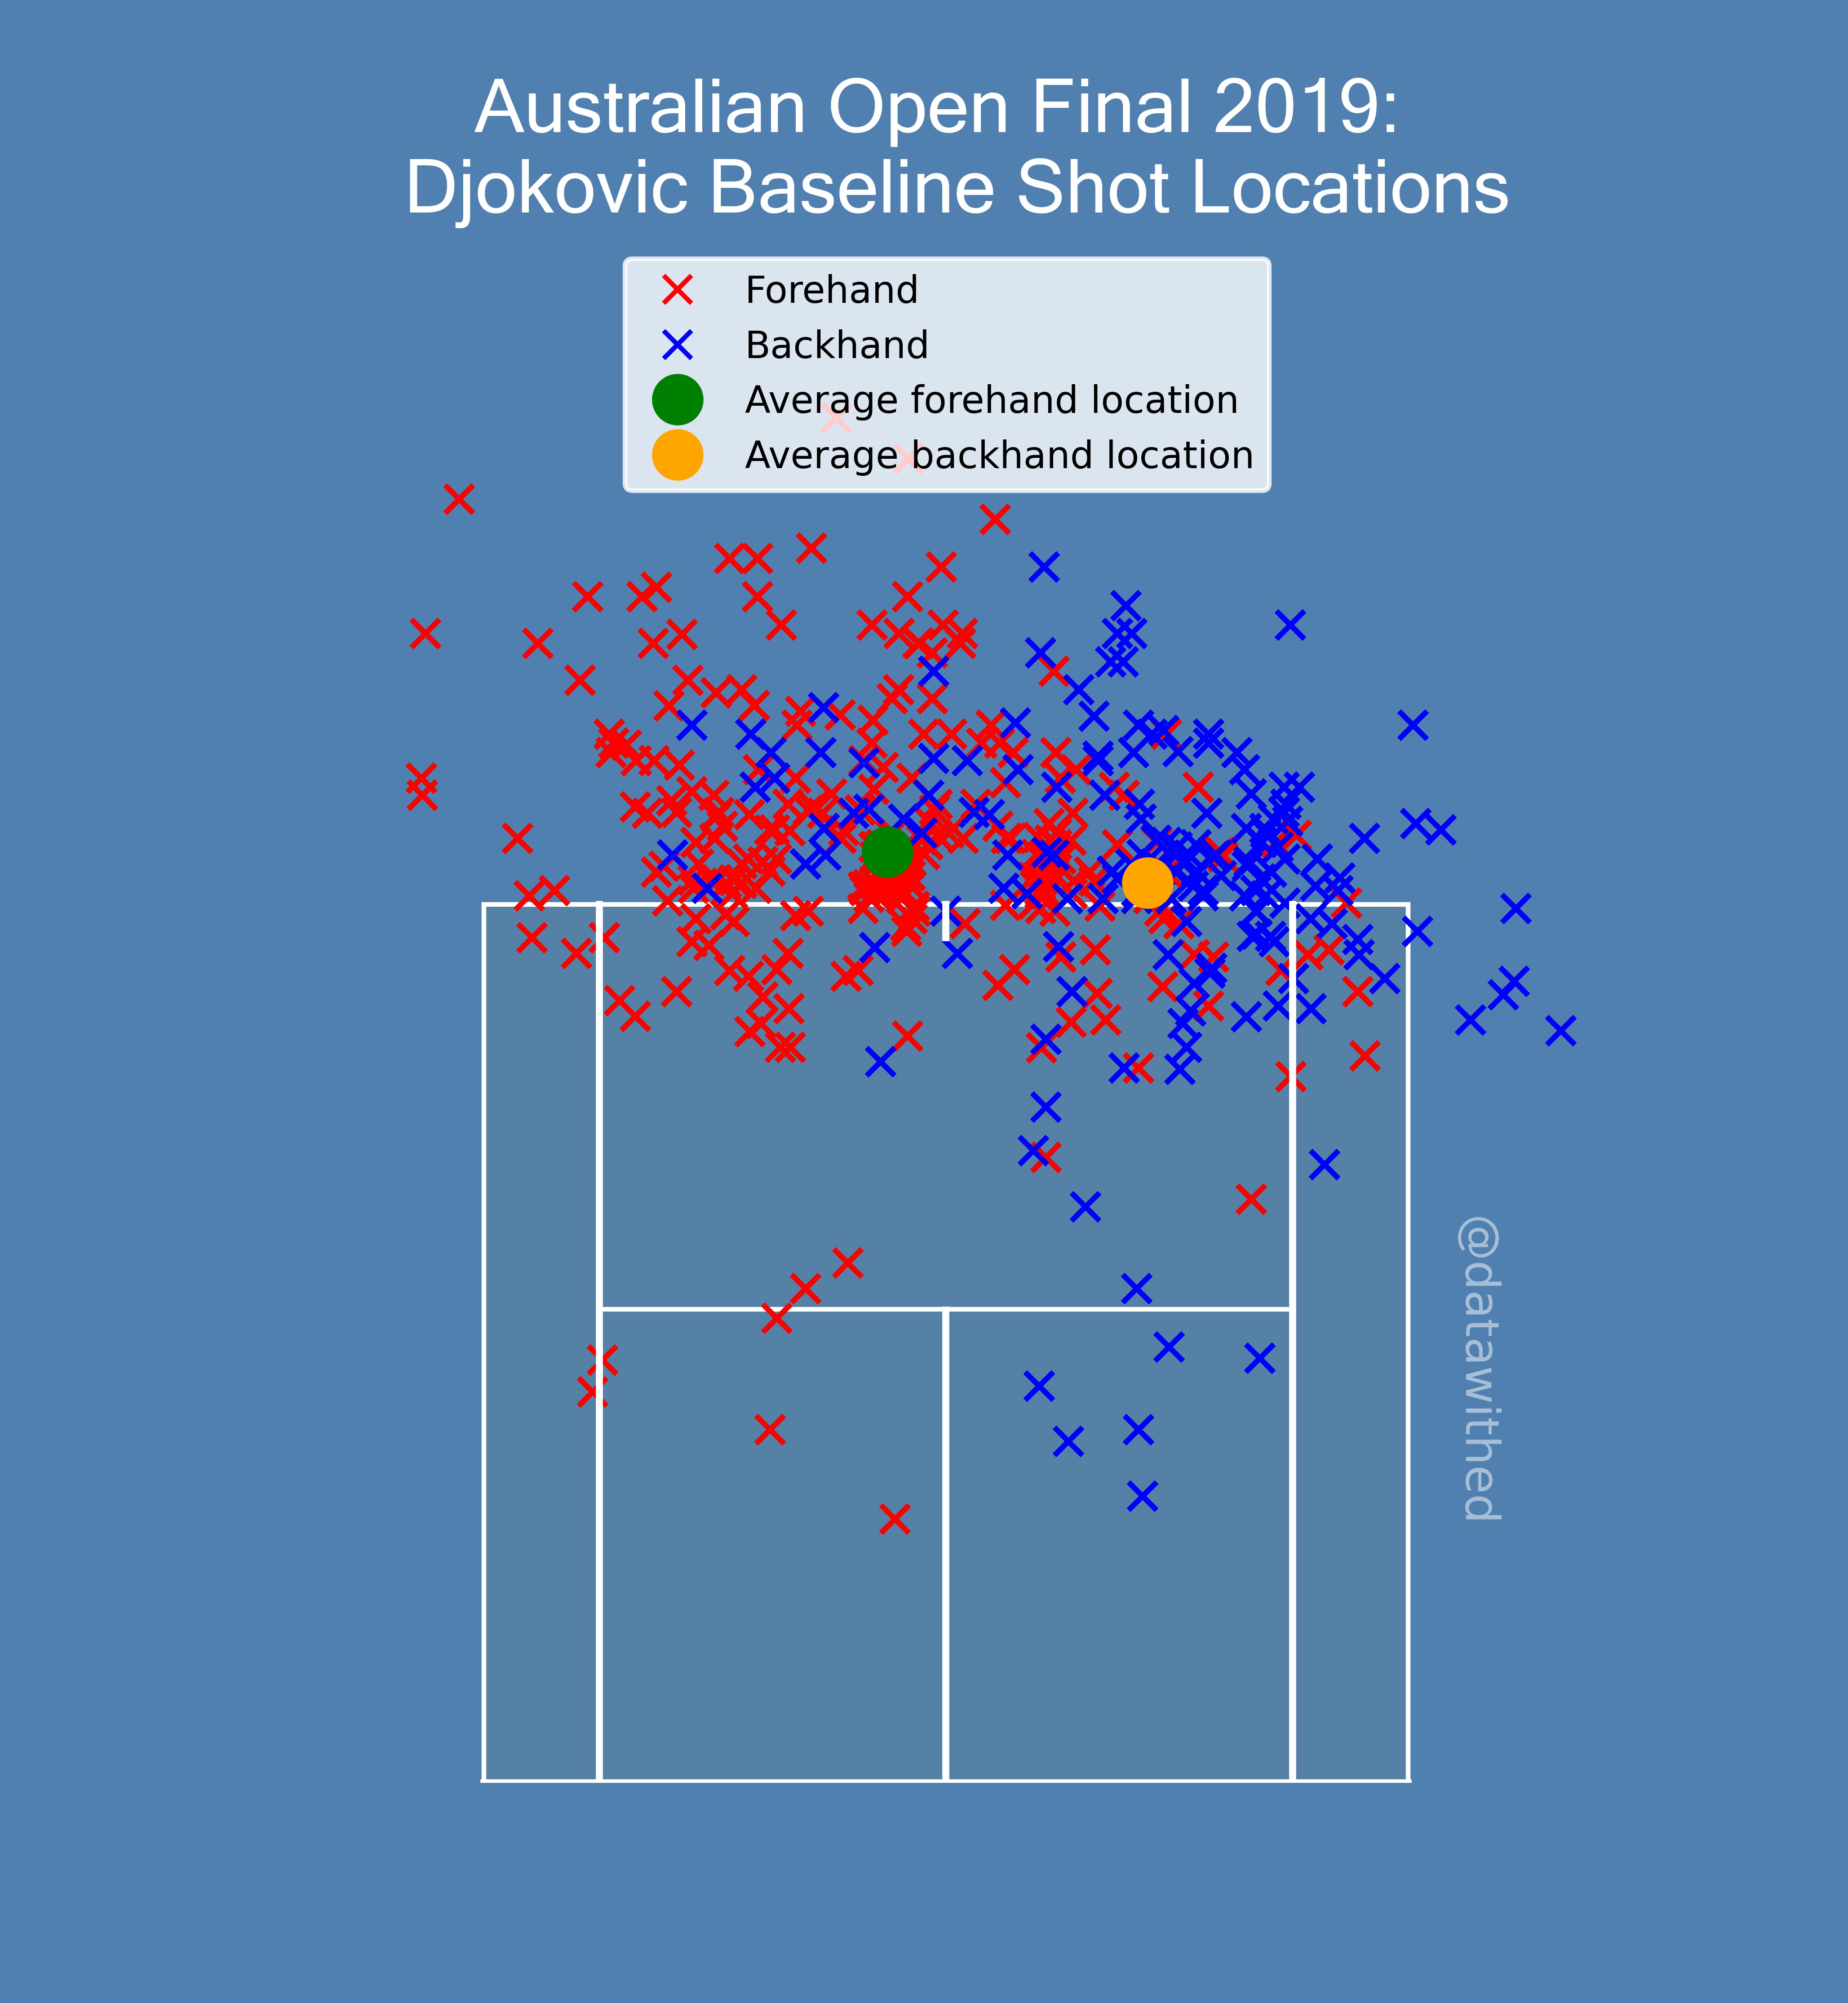 Australian Open Final 2019:
Djokovic Baseline Shot Locations
Forehand
Backhand
Average forehand location
Average backhand location
@datawithed